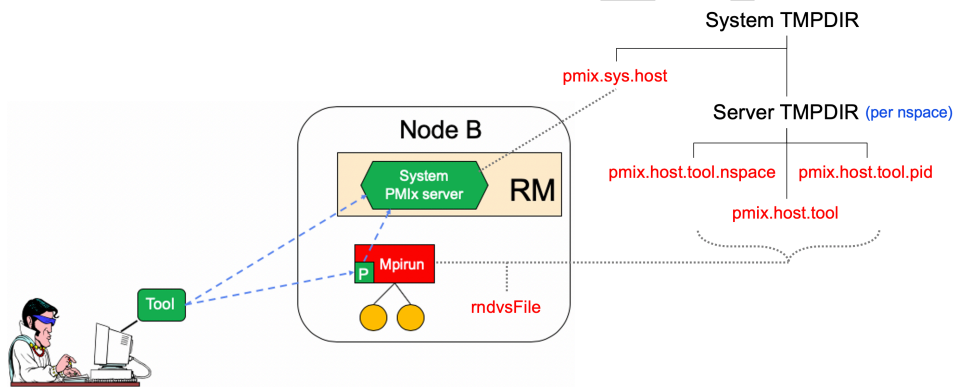 System TMPDIR
pmix.sys.host
Server TMPDIR (per nspace)
Node B
System
PMIx server
RM
pmix.host.tool.nspace
pmix.host.tool.pid
pmix.host.tool
P
Mpirun
Tool
rndvsFile